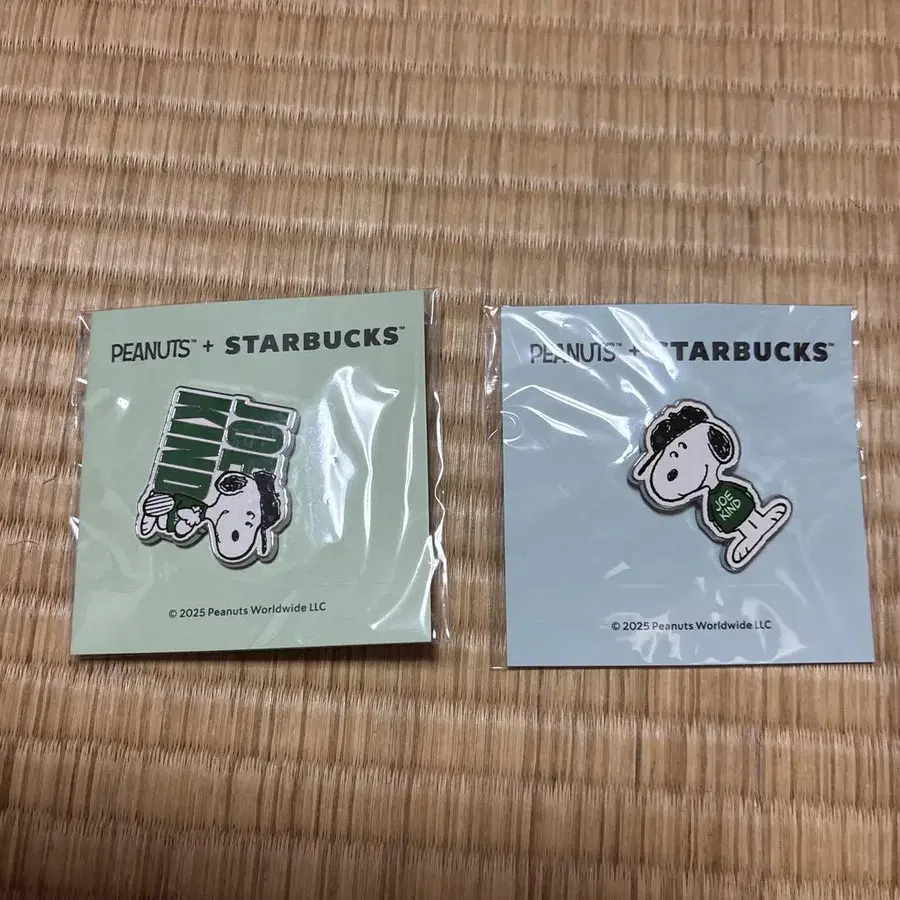 PEANUTS™ + STARBUCKS™
JOE
KIND
© 2025 Peanuts Worldwide LLC
PEANUTS™ + STARBUCKS™
JOE
KIND
© 2025 Peanuts Worldwide LLC